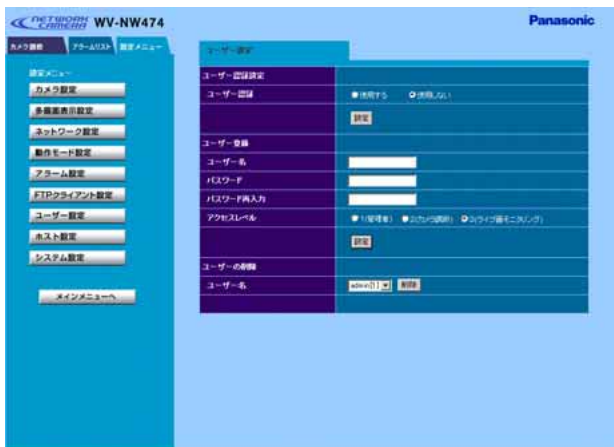 NETWORK CAMERA WV-NW474
Panasonic
カメラ調節 アラームリスト 設定メニュー
ユーザー設定
設定メニュー
カメラ設定
多画面表示設定
ネットワーク設定
動作モード設定
アラーム設定
FTPクライアント設定
ユーザー設定
ホスト設定
システム設定
メインメニューへ
ユーザー認証設定
ユーザー認証 使用する 使用しない
設定
ユーザー登録
ユーザー名
パスワード
パスワード再入力
アクセスレベル 1(管理者) 2(カメラ調節) 3(ライブ画モニタリング)
設定
ユーザーの削除
ユーザー名 admin[1] 削除